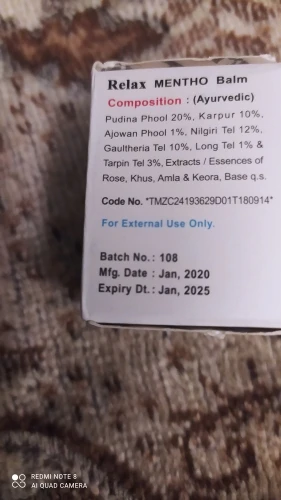 Relax MENTHO Balm
Composition : (Ayurvedic)
Pudina Phool 20%, Karpur 10%,
Ajowan Phool 1%, Nilgiri Tel 12%,
Gaultheria Tel 10%, Long Tel 1% &
Tarpin Tel 3%, Extracts / Essences of
Rose, Khus, Amla & Keora, Base q.s.
Code No. *TMZC24193629D01T180914*
For External Use Only.
Batch No. : 108
Mfg. Date : Jan, 2020
Expiry Dt. : Jan, 2025
REDMI NOTE 8
AI QUAD CAMERA